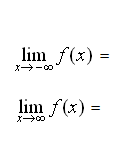 lim f(x) =
x→−∞
lim f(x) =
x→∞